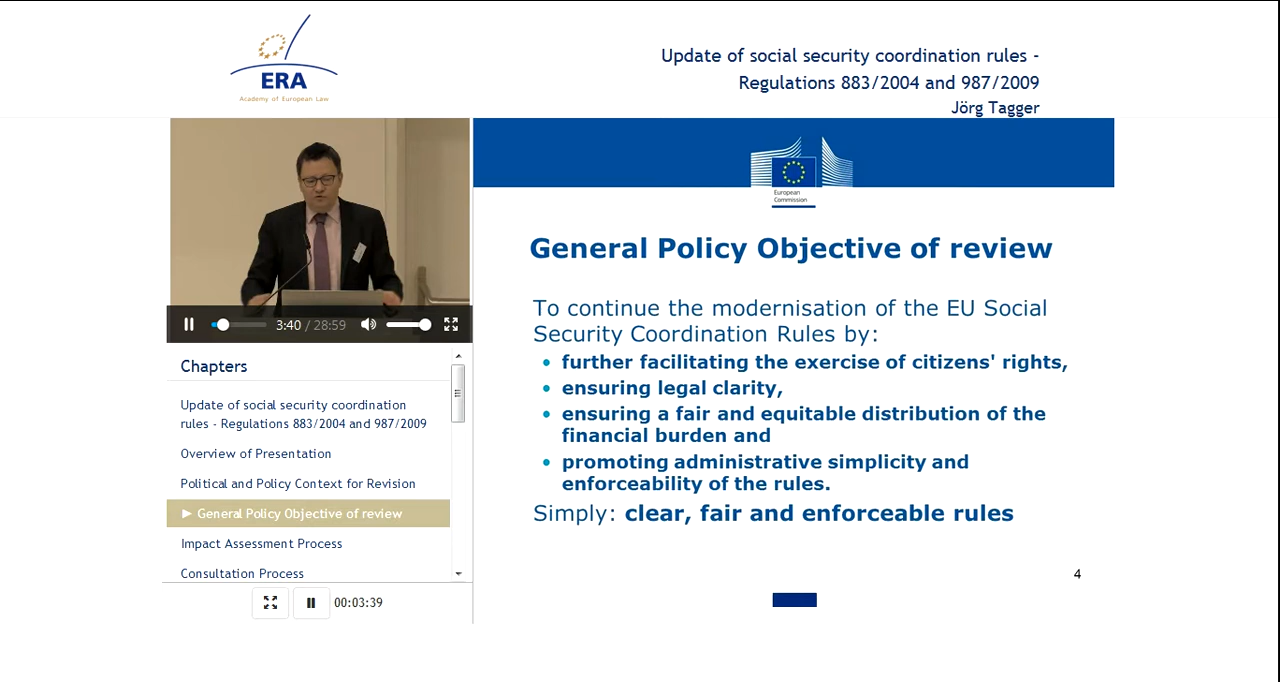 ERA
Academy of European Law
Update of social security coordination rules -
Regulations 883/2004 and 987/2009
Jörg Tagger
European
Commission
General Policy Objective of review
To continue the modernisation of the EU Social
Security Coordination Rules by:
• further facilitating the exercise of citizens' rights,
• ensuring legal clarity,
• ensuring a fair and equitable distribution of the
financial burden and
• promoting administrative simplicity and
enforceability of the rules.
Simply: clear, fair and enforceable rules
4
3:40 / 28:59
Chapters
Update of social security coordination
rules - Regulations 883/2004 and 987/2009
Overview of Presentation
Political and Policy Context for Revision
► General Policy Objective of review
Impact Assessment Process
Consultation Process
00:03:39